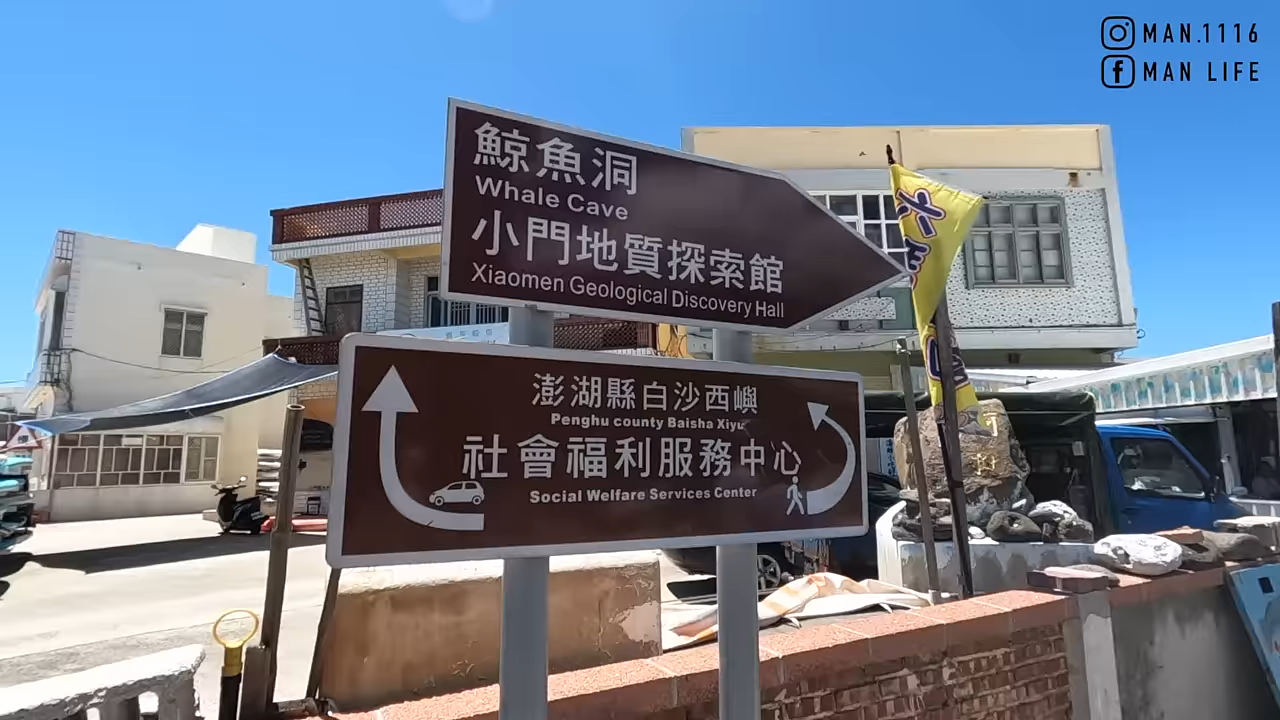 MAN.1116
MAN LIFE
鯨魚洞
Whale Cave
小門地質探索館
Xiaomen Geological Discovery Hall
澎湖縣白沙西嶼
Penghu county Baisha Xiyu
社會福利服務中心
Social Welfare Services Center